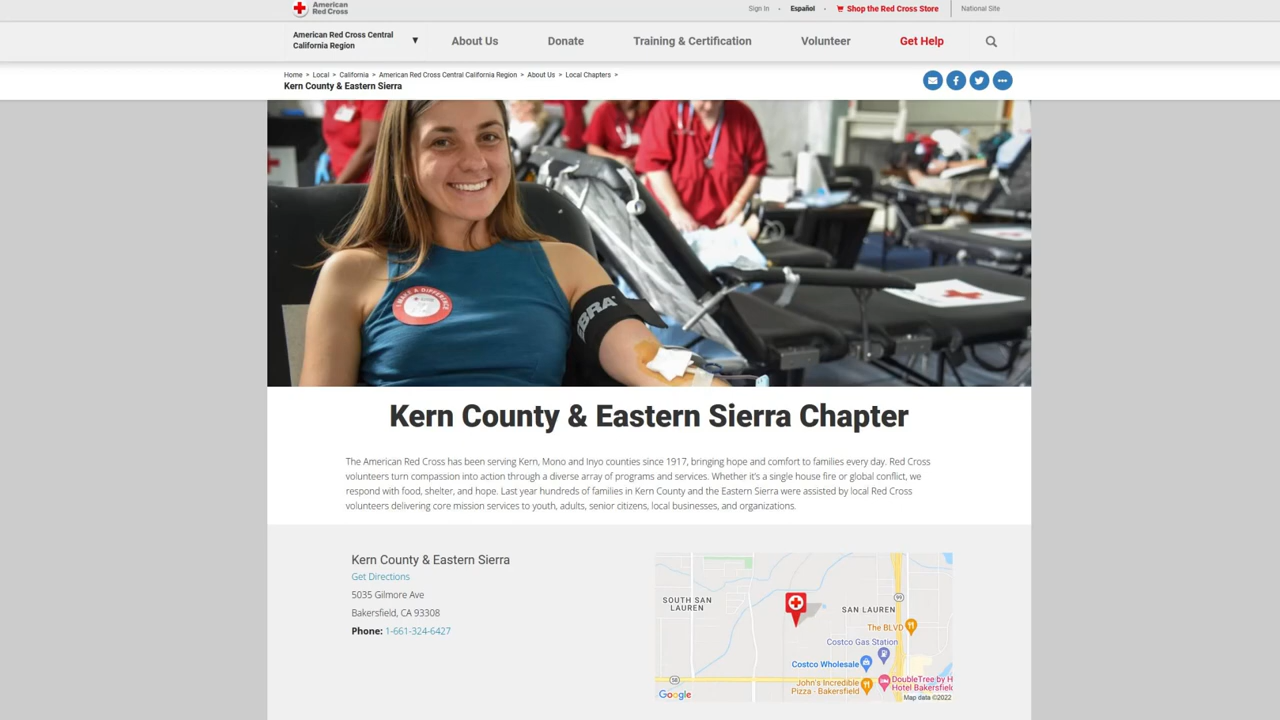 American
Red Cross
Sign In
Español
Shop the Red Cross Store
National Site
American Red Cross Central
California Region
About Us
Donate
Training & Certification
Volunteer
Get Help
Home > Local > California > American Red Cross Central California Region > About Us > Local Chapters >
Kern County & Eastern Sierra
I MAKE A DIFFERENCE
BRA
Kern County & Eastern Sierra Chapter
The American Red Cross has been serving Kern, Mono and Inyo counties since 1917, bringing hope and comfort to families every day. Red Cross
volunteers turn compassion into action through a diverse array of programs and services. Whether it's a single house fire or global conflict, we
respond with food, shelter, and hope. Last year hundreds of families in Kern County and the Eastern Sierra were assisted by local Red Cross
volunteers delivering core mission services to youth, adults, senior citizens, local businesses, and organizations.
Kern County & Eastern Sierra
Get Directions
5035 Gilmore Ave
Bakersfield, CA 93308
Phone: 1-661-324-6427
SOUTH SAN
LAUREN
99
SAN LAUREN
The BLVD
Costco Gas Station
Costco Wholesale
58
John's Incredible
Pizza - Bakersfield
DoubleTree by H
Hotel Bakersfield
Google
Map data ©2022